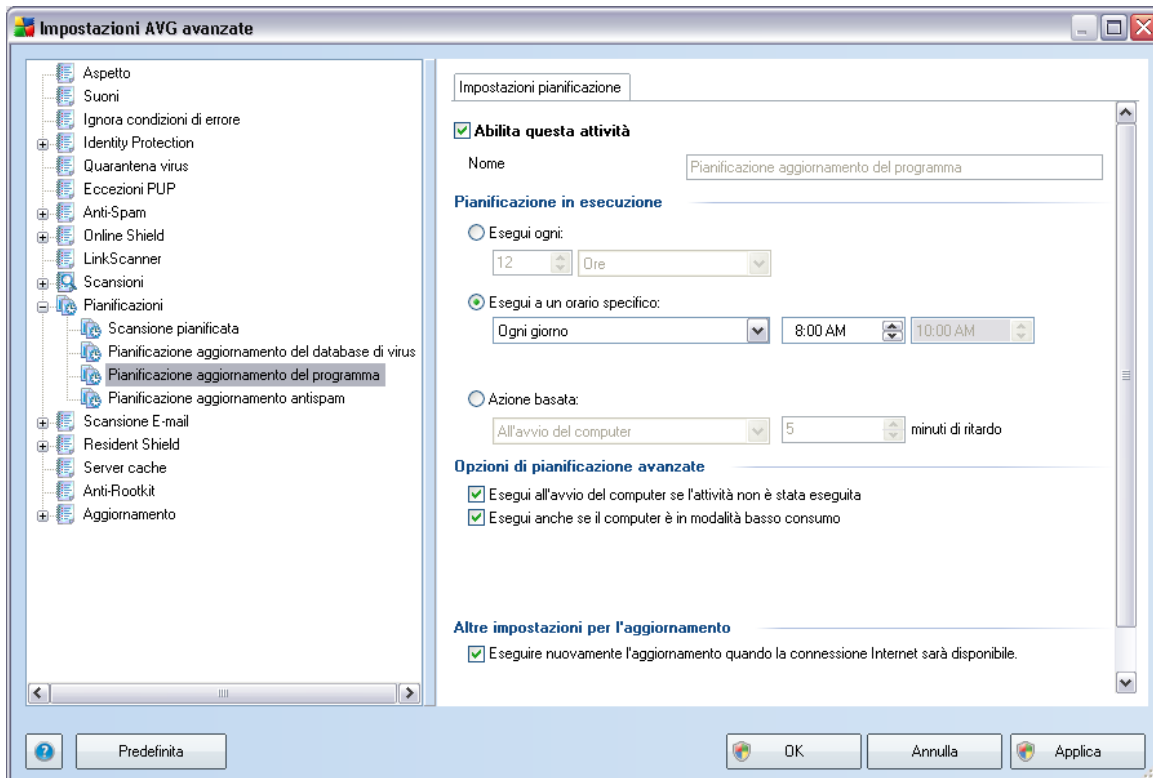 Impostazioni AVG avanzate
Aspetto
Suoni
Ignora condizioni di errore
Identity Protection
Quarantena virus
Eccezioni PUP
Anti-Spam
Online Shield
LinkScanner
Scansioni
Pianificazioni
Scansione pianificata
Pianificazione aggiornamento del database di virus
Pianificazione aggiornamento del programma
Pianificazione aggiornamento antispam
Scansione E-mail
Resident Shield
Server cache
Anti-Rootkit
Aggiornamento
Impostazioni pianificazione
Abilita questa attività
Nome Pianificazione aggiornamento del programma
Pianificazione in esecuzione
Esegui ogni:
12 Ore
Esegui a un orario specifico:
Ogni giorno 8:00 AM 10:00 AM
Azione basata:
All'avvio del computer 5 minuti di ritardo
Opzioni di pianificazione avanzate
Esegui all'avvio del computer se l'attività non è stata eseguita
Esegui anche se il computer è in modalità basso consumo
Altre impostazioni per l'aggiornamento
Eseguire nuovamente l'aggiornamento quando la connessione Internet sarà disponibile.
? Predefinita OK Annulla Applica